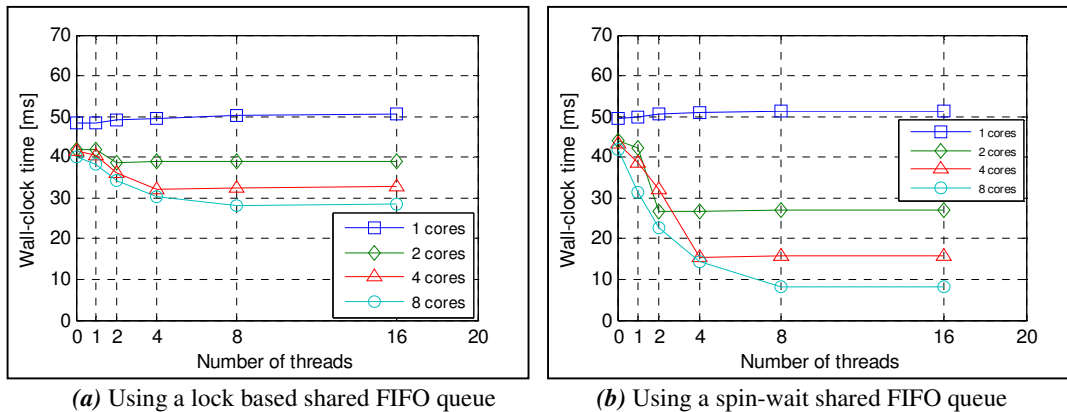 70
60
50
40
30
20
10
0
Wall-clock time [ms]
0 1 2 4 8 16 20
Number of threads
1 cores
2 cores
4 cores
8 cores
(a) Using a lock based shared FIFO queue
70
60
50
40
30
20
10
0
Wall-clock time [ms]
0 1 2 4 8 16 20
Number of threads
1 cores
2 cores
4 cores
8 cores
(b) Using a spin-wait shared FIFO queue